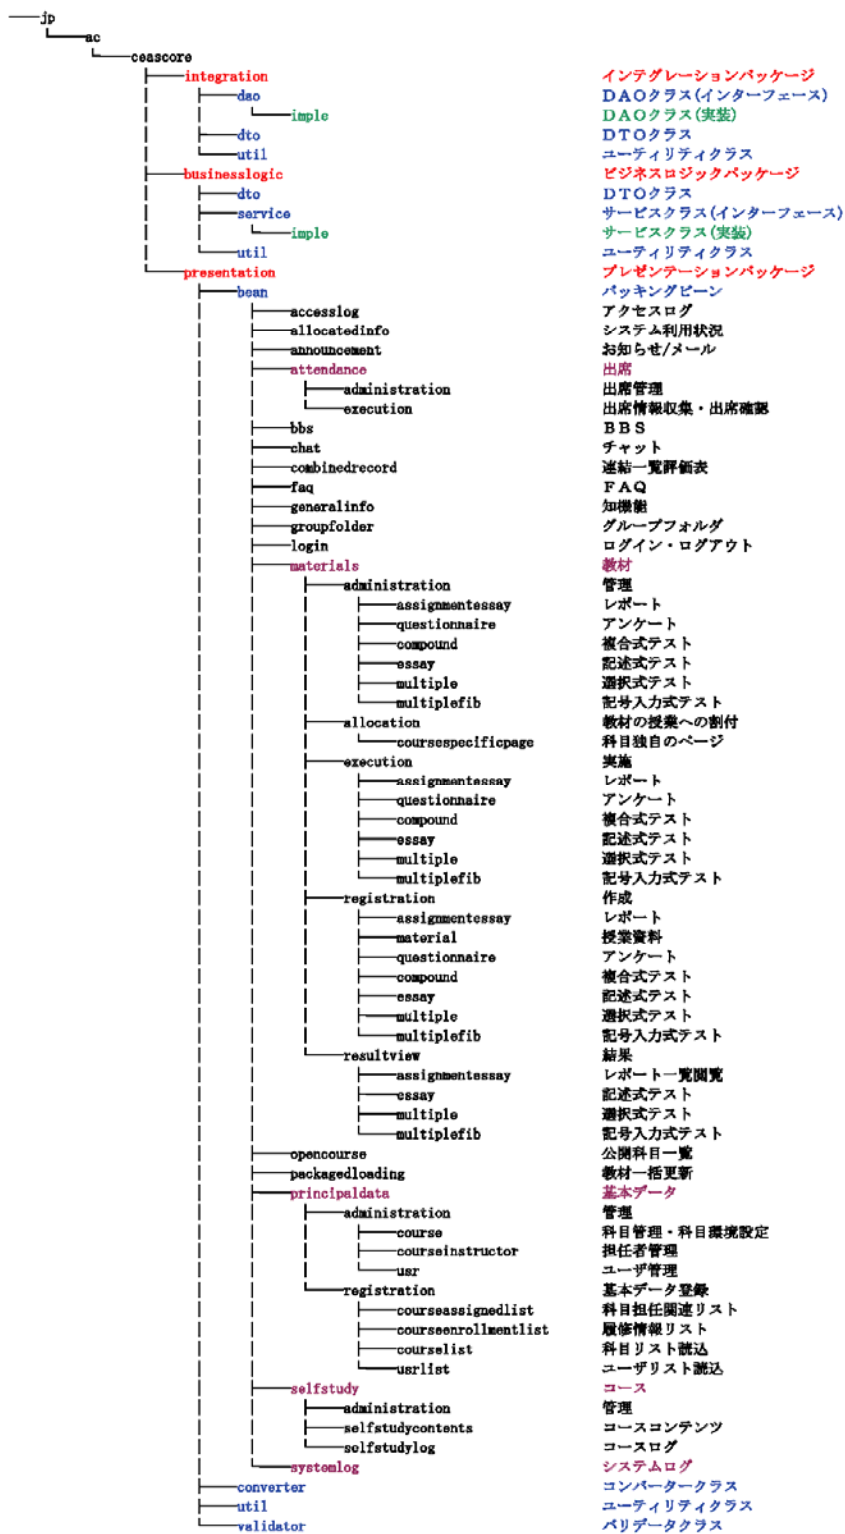 jp
ac
ceascore
integration インテグレーションパッケージ
dao DAOクラス(インターフェース)
imple DAOクラス(実装)
dto DTOクラス
util ユーティリティクラス
businesslogic ビジネスロジックパッケージ
dto DTOクラス
service サービスクラス(インターフェース)
imple サービスクラス(実装)
util ユーティリティクラス
presentation プレゼンテーションパッケージ
bean バッキングビーン
accesslog アクセスログ
allocatedinfo システム利用状況
announcement お知らせ/メール
attendance 出席
administration 出席管理
execution 出席情報収集・出席確認
bbs BBS
chat チャット
combinedrecord 連結一覧評価表
faq FAQ
generalinfo 知機能
groupfolder グループフォルダ
login ログイン・ログアウト
materials 教材
administration 管理
assignmentessay レポート
questionnaire アンケート
compound 複合式テスト
essay 記述式テスト
multiple 選択式テスト
multiplefib 記号入力式テスト
allocation 教材の授業への割付
coursespecificpage 科目独自のページ
execution 実施
assignmentessay レポート
questionnaire アンケート
compound 複合式テスト
essay 記述式テスト
multiple 選択式テスト
multiplefib 記号入力式テスト
registration 作成
assignmentessay レポート
material 授業資料
questionnaire アンケート
compound 複合式テスト
essay 記述式テスト
multiple 選択式テスト
multiplefib 記号入力式テスト
resultview 結果
assignmentessay レポート一覧閲覧
essay 記述式テスト
multiple 選択式テスト
multiplefib 記号入力式テスト
opencourse 公開科目一覧
packagedloading 教材一括更新
principaldata 基本データ
administration 管理
course 科目管理・科目環境設定
courseinstructor 担任者管理
usr ユーザ管理
registration 基本データ登録
courseassignedlist 科目担任関連リスト
courseenrollmentlist 履修情報リスト
courselist 科目リスト読込
usrlist ユーザリスト読込
selfstudy コース
administration 管理
selfstudycontents コースコンテンツ
selfstudylog コースログ
systemlog システムログ
converter コンバータークラス
util ユーティリティクラス
validator バリデータクラス